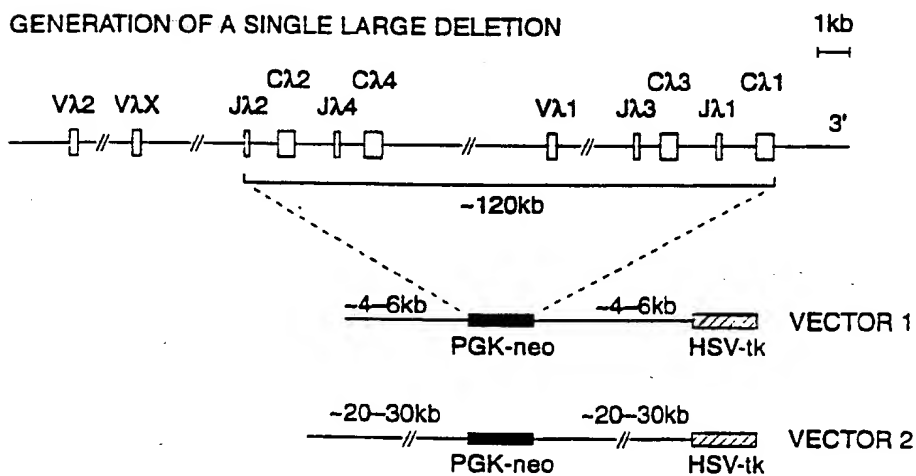 GENERATION OF A SINGLE LARGE DELETION
1kb
Cλ2 Cλ4 Cλ3 Cλ1
Vλ2 VλX Jλ2 Jλ4 Vλ1 Jλ3 Jλ1
3'
~120kb
~4–6kb ~4–6kb
VECTOR 1
PGK-neo HSV-tk
~20–30kb ~20–30kb
VECTOR 2
PGK-neo HSV-tk